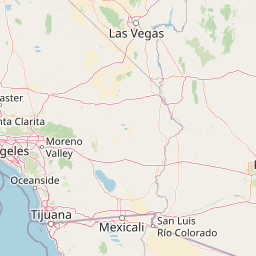 Las Vegas
aster
nta Clarita
geles
Moreno
Valley
Oceanside
Tijuana
Mexicali
San Luis
Río Colorado